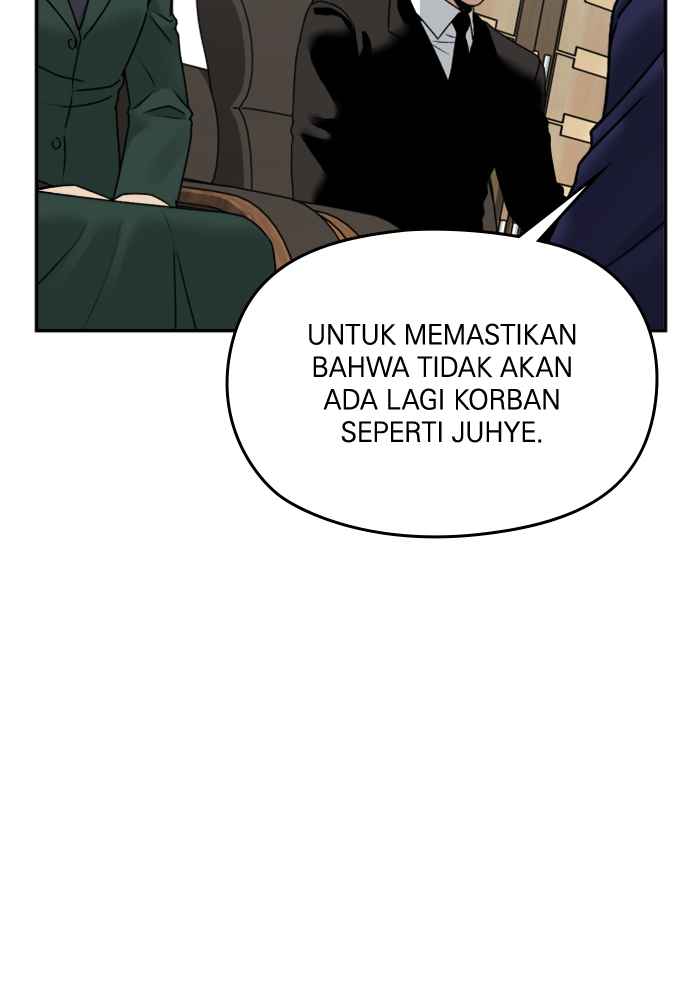 UNTUK MEMASTIKAN
BAHWA TIDAK AKAN
ADA LAGI KORBAN
SEPERTI JUHYE.